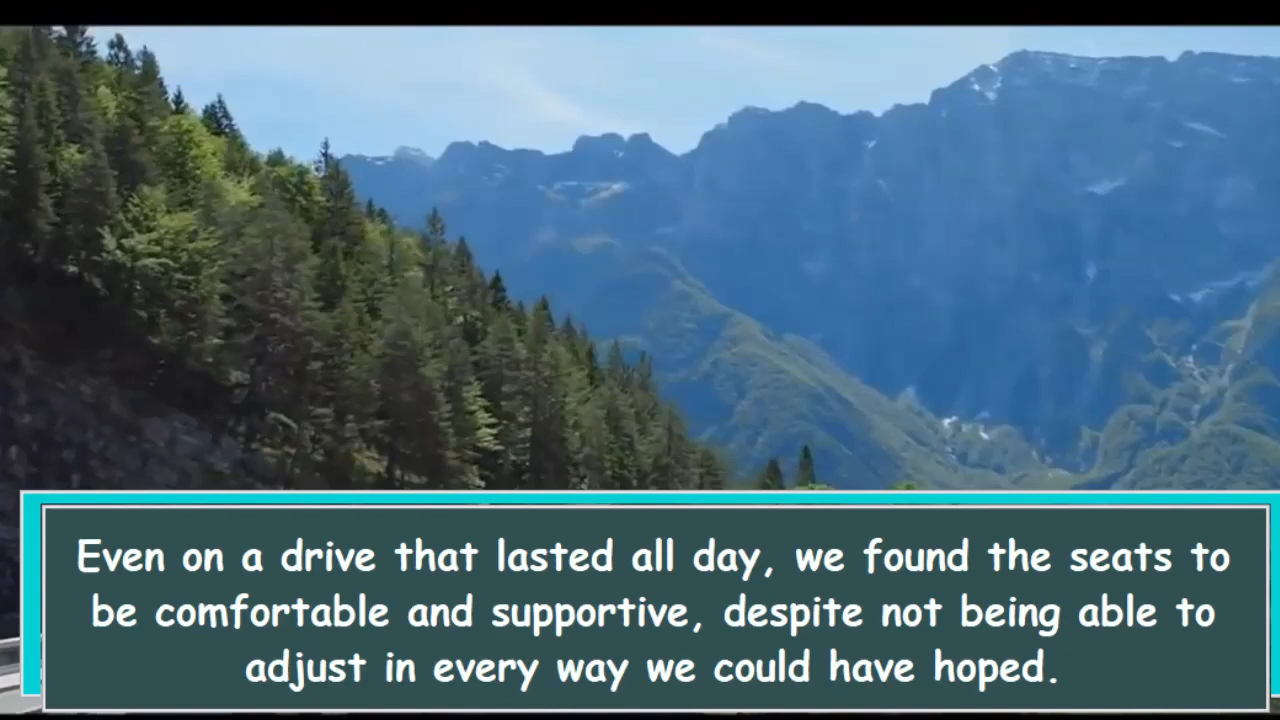 Even on a drive that lasted all day, we found the seats to
be comfortable and supportive, despite not being able to
adjust in every way we could have hoped.